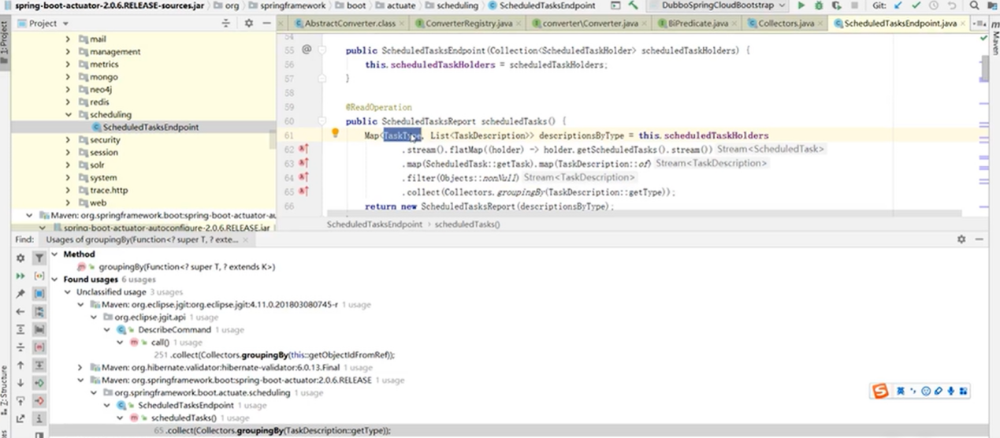 spring-boot-actuator-2.0.6.RELEASE-sources.jar org springframework boot actuate scheduling ScheduledTasksEndpoint DubboSpringCloudBootstrap Git:
Project
AbstractConverter.class ConverterRegistry.java converter\Converter.java BiPredicate.java Collectors.java ScheduledTasksEndpoint.java
1: Project
Maven
mail
management
metrics
mongo
neo4j
redis
scheduling
ScheduledTasksEndpoint
security
session
solr
system
trace.http
web
Maven: org.springframework.boot:spring-boot-actuator-au
spring-boot-actuator-autoconfigure-2.0.6.RELEASE.jar
54
55 @ public ScheduledTasksEndpoint(Collection<ScheduledTaskHolder> scheduledTaskHolders) {
56 this.scheduledTaskHolders = scheduledTaskHolders;
57 }
58
59 @ReadOperation
60 public ScheduledTasksReport scheduledTasks() {
61 Map<TaskType, List<TaskDescription>> descriptionsByType = this.scheduledTaskHolders
62 .stream().flatMap((holder) -> holder.getScheduledTasks().stream()) Stream<ScheduledTask>
63 .map(ScheduledTask::getTask).map(TaskDescription::of) Stream<TaskDescription>
64 .filter(Objects::nonNull) Stream<TaskDescription>
65 .collect(Collectors.groupingBy(TaskDescription::getType));
66 return new ScheduledTasksReport(descriptionsByType);
ScheduledTasksEndpoint › scheduledTasks()
Find: Usages of groupingBy(Function<? super T, ? exte...
Method
groupingBy(Function<? super T, ? extends K>)
Found usages 6 usages
Unclassified usage 3 usages
Maven: org.eclipse.jgit:org.eclipse.jgit:4.11.0.201803080745-r 1 usage
org.eclipse.jgit.api 1 usage
DescribeCommand 1 usage
call() 1 usage
251 .collect(Collectors.groupingBy(this::getObjectIdFromRef));
Maven: org.hibernate.validator:hibernate-validator:6.0.13.Final 1 usage
Maven: org.springframework.boot:spring-boot-actuator:2.0.6.RELEASE 1 usage
org.springframework.boot.actuate.scheduling 1 usage
ScheduledTasksEndpoint 1 usage
scheduledTasks() 1 usage
65 .collect(Collectors.groupingBy(TaskDescription::getType));
Z: Structure
英